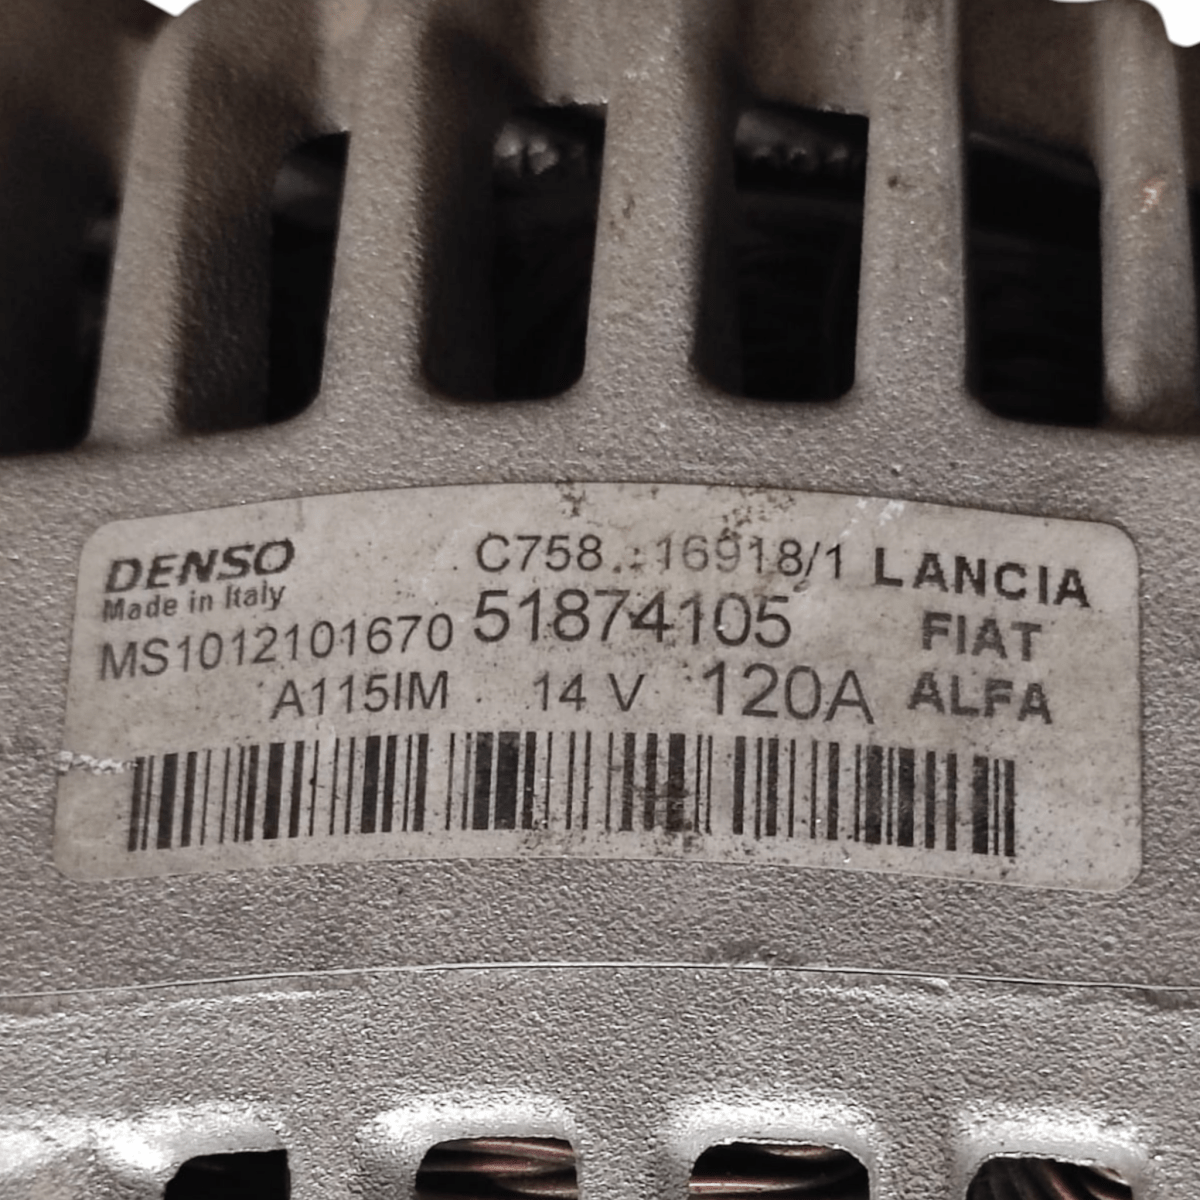 DENSO C758 16918/1 LANCIA
Made in Italy
MS1012101670 51874105 FIAT
A115IM 14 V 120A ALFA